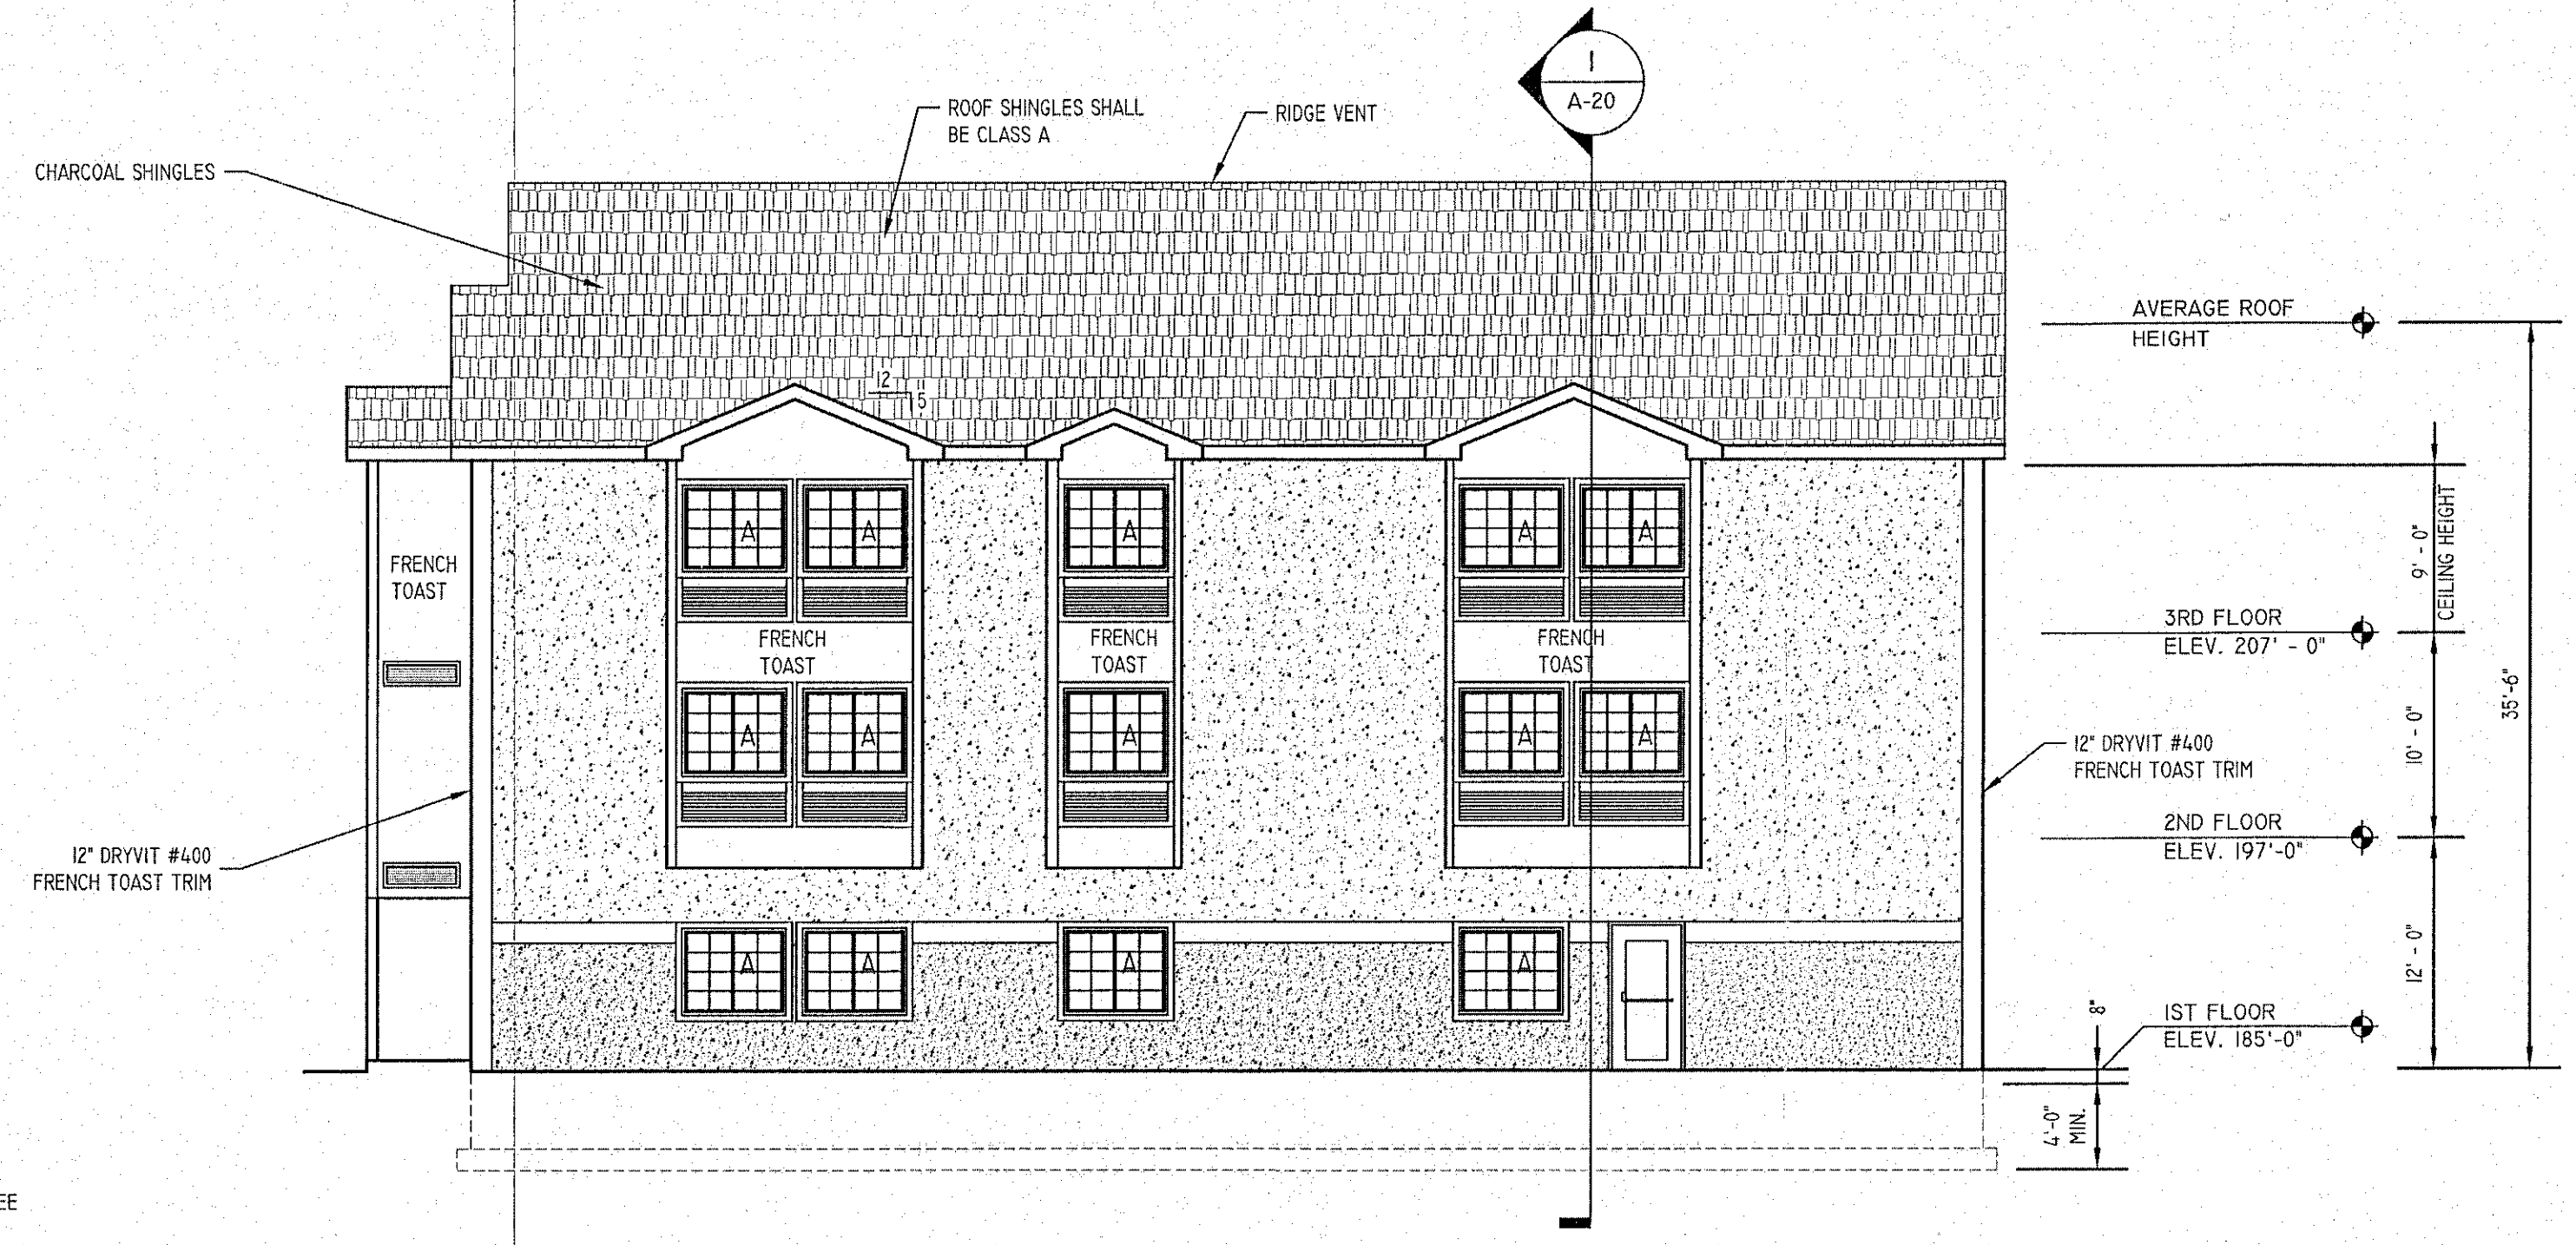 1
A-20
ROOF SHINGLES SHALL
BE CLASS A
RIDGE VENT
CHARCOAL SHINGLES
AVERAGE ROOF
HEIGHT
12
5
A A A A A
FRENCH
TOAST
9' - 0"
CEILING HEIGHT
3RD FLOOR
ELEV. 207' - 0"
FRENCH
TOAST
FRENCH
TOAST
FRENCH
TOAST
35'-6"
A A A A A
10' - 0"
12" DRYVIT #400
FRENCH TOAST TRIM
2ND FLOOR
ELEV. 197'-0"
12" DRYVIT #400
FRENCH TOAST TRIM
A A A A
12' - 0"
8"
1ST FLOOR
ELEV. 185'-0"
4'-0"
MIN.
EE